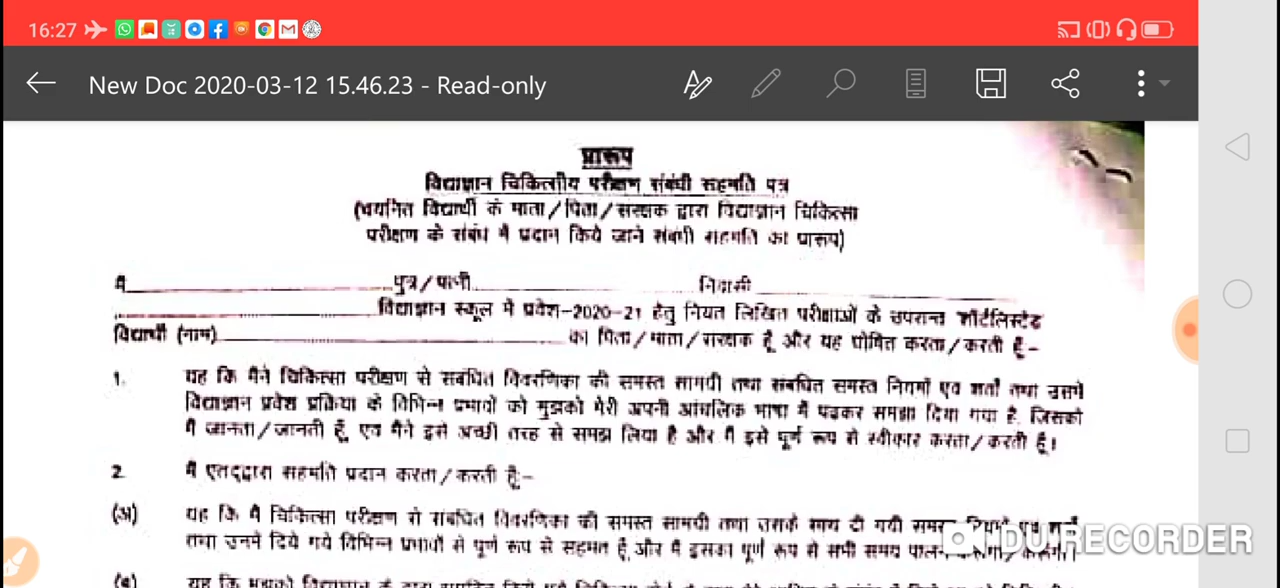 16:27
New Doc 2020-03-12 15.46.23 - Read-only
प्रारूप
विद्याज्ञान चिकित्सीय परीक्षण संबंधी सहमति पत्र
(चयनित विद्यार्थी के माता/पिता/संरक्षक द्वारा विद्याज्ञान चिकित्सा
परीक्षण के संबंध में प्रदान किये जाने संबंधी सहमति का प्रारूप)
मैं पुत्र/पत्नी निवासी
विद्याज्ञान स्कूल में प्रवेश-2020-21 हेतु नियत लिखित परीक्षाओं के उपरान्त शॉर्टलिस्टेड
विद्यार्थी (नाम) का पिता/माता/संरक्षक हूँ और यह घोषित करता/करती हूँ:-
1. यह कि मैंने चिकित्सा परीक्षण से संबंधित विवरणिका की समस्त सामग्री तथा संबंधित समस्त नियमों एवं शर्तों तथा उसमें
विद्याज्ञान प्रवेश प्रक्रिया के विभिन्न प्रभावों को मुझको मेरी अपनी आंचलिक भाषा में पढ़कर समझा दिया गया है, जिसको
मैं जानता/जानती हूँ, एवं मैंने इसे अच्छी तरह से समझ लिया है और मैं इसे पूर्ण रूप से स्वीकार करता/करती हूँ।
2. मैं एतद्द्वारा सहमति प्रदान करता/करती हूँ:-
(अ) यह कि मैं चिकित्सा परीक्षण से संबंधित विवरणिका की समस्त सामग्री तथा उसके साथ दी गयी
तथा उनमें दिये गये विभिन्न प्रभावों से पूर्ण रूप से सहमत हूँ, और मैं इसका पूर्ण रूप से सभी समय पालन
DU RECORDER